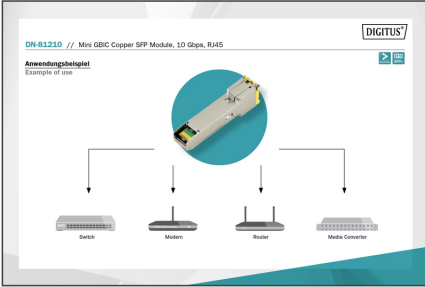 DIGITUS®
DN-81210 // Mini GBIC Copper SFP Module, 10 Gbps, RJ45
Anwendungsbeispiel
Example of use
Switch
Modem
Router
Media Converter